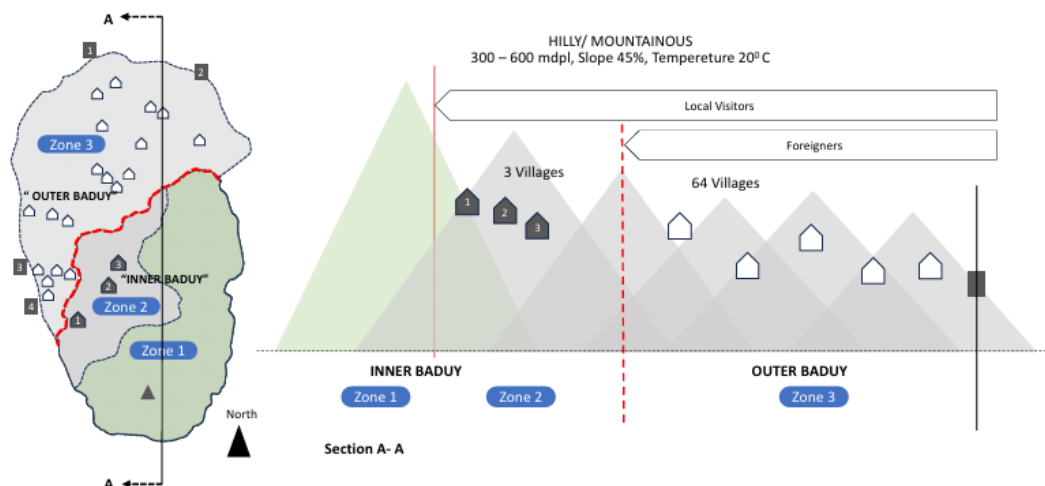 A
1
2
Zone 3
“ OUTER BADUY”
3
3
“INNER BADUY”
2
4
Zone 2
1
Zone 1
North
A
HILLY/ MOUNTAINOUS
300 – 600 mdpl, Slope 45%, Tempereture 20⁰ C
Local Visitors
Foreigners
3 Villages
64 Villages
1
2
3
INNER BADUY
OUTER BADUY
Zone 1
Zone 2
Zone 3
Section A- A